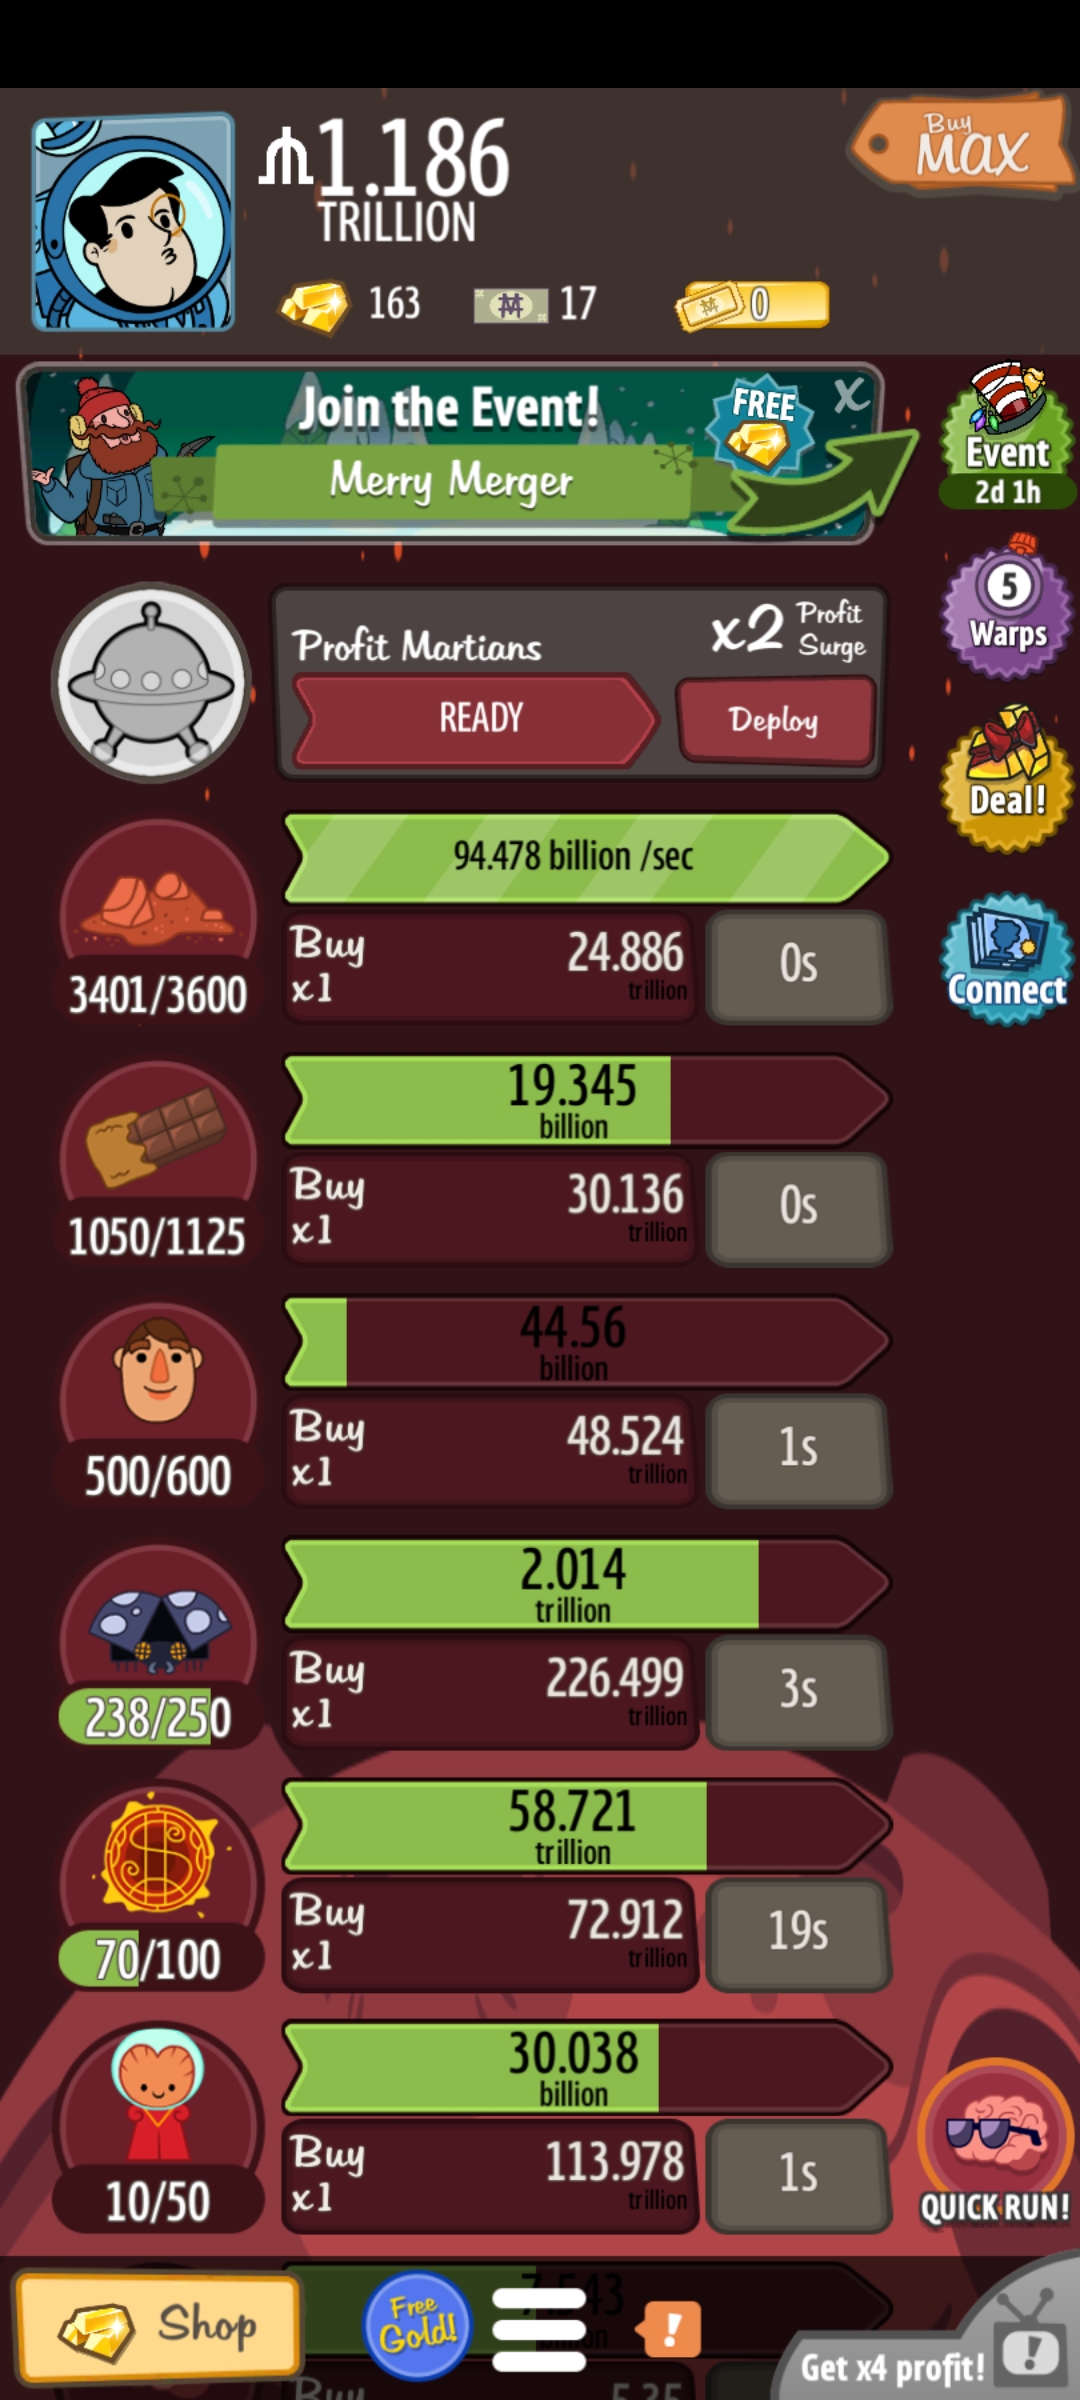 Buy
MAX
1.186
TRILLION
163
17
0
Join the Event!
FREE
X
Merry Merger
Event
2d 1h
5
Warps
Profit Martians
x2 Profit
Surge
READY
Deploy
Deal!
94.478 billion /sec
Buy
x1
24.886
trillion
0s
3401/3600
Connect
19.345
billion
Buy
x1
30.136
trillion
0s
1050/1125
44.56
billion
Buy
x1
48.524
trillion
1s
500/600
2.014
trillion
Buy
x1
226.499
trillion
3s
238/250
58.721
trillion
Buy
x1
72.912
trillion
19s
70/100
30.038
billion
Buy
x1
113.978
trillion
1s
10/50
QUICK RUN!
Shop
Free
Gold!
!
Get x4 profit!
!
Buy
5.35